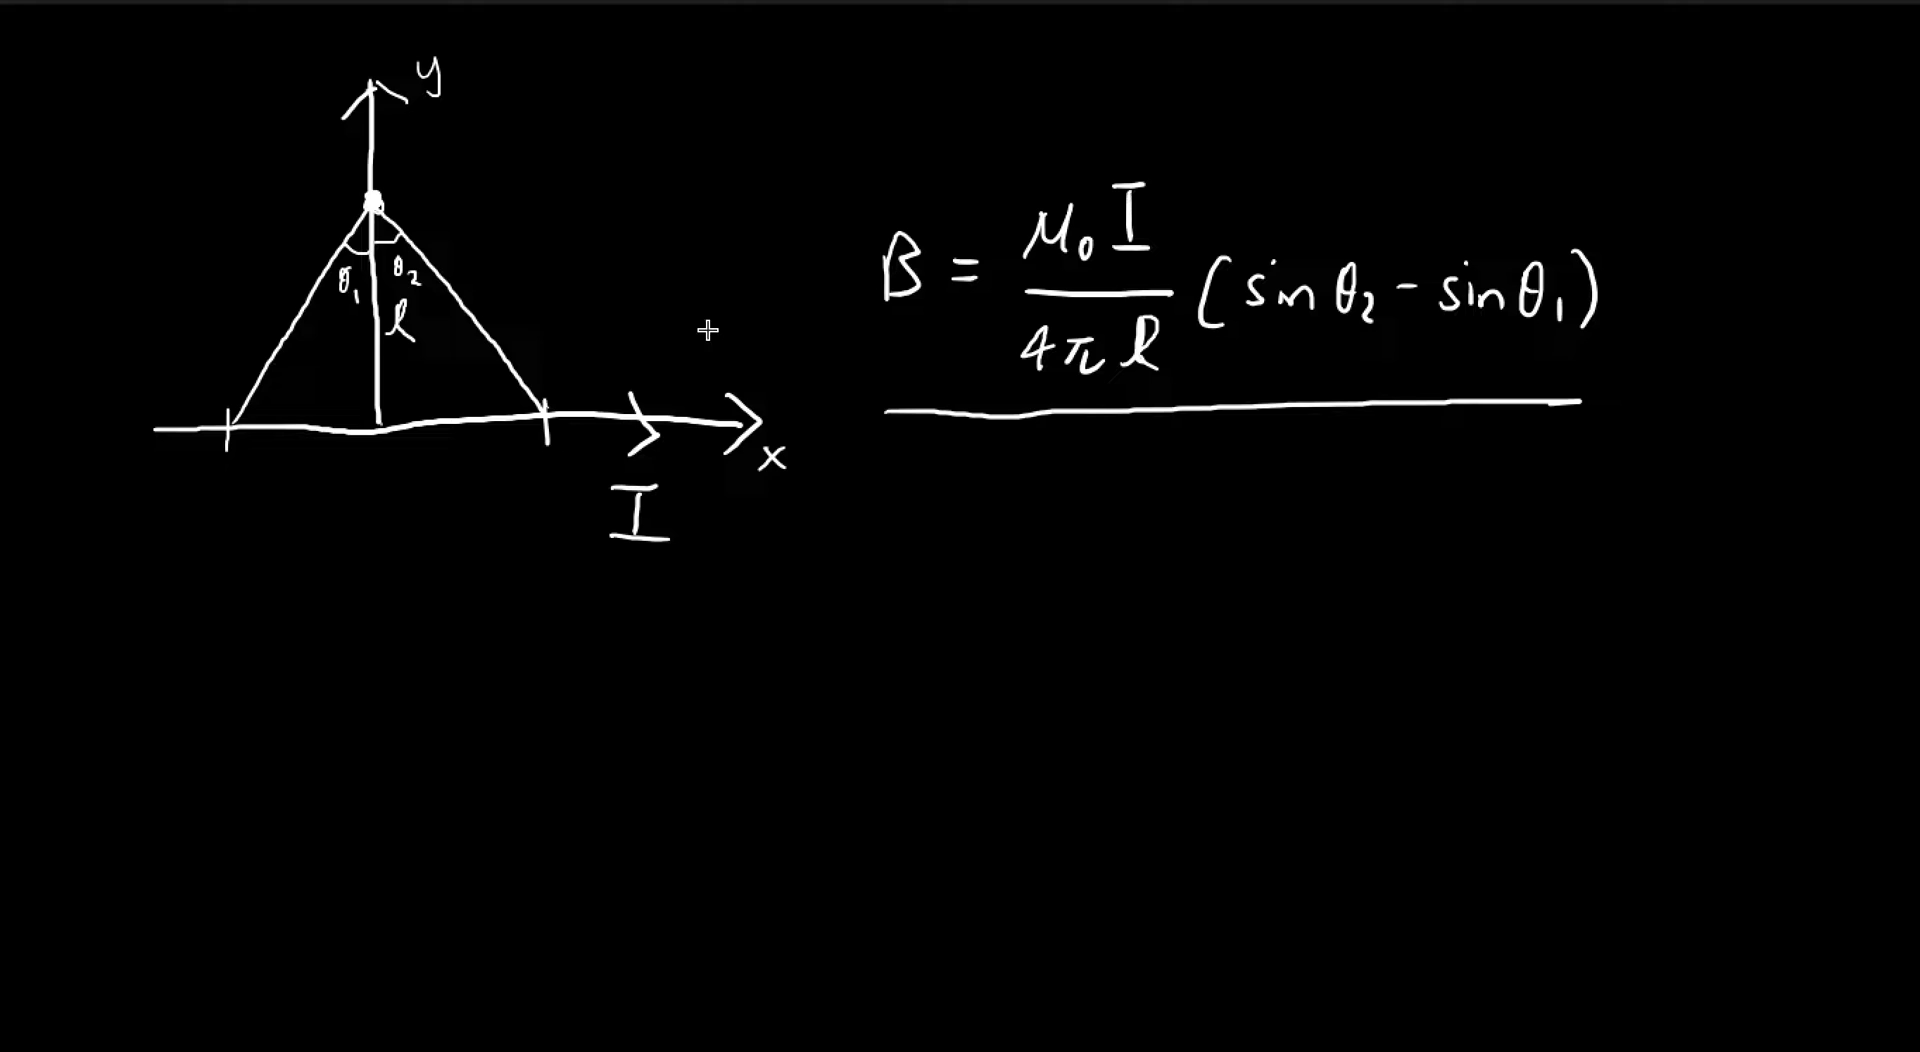 y
θ₁ θ₂
l
x
I
B = μ₀ I / 4π l (sin θ₂ - sin θ₁)